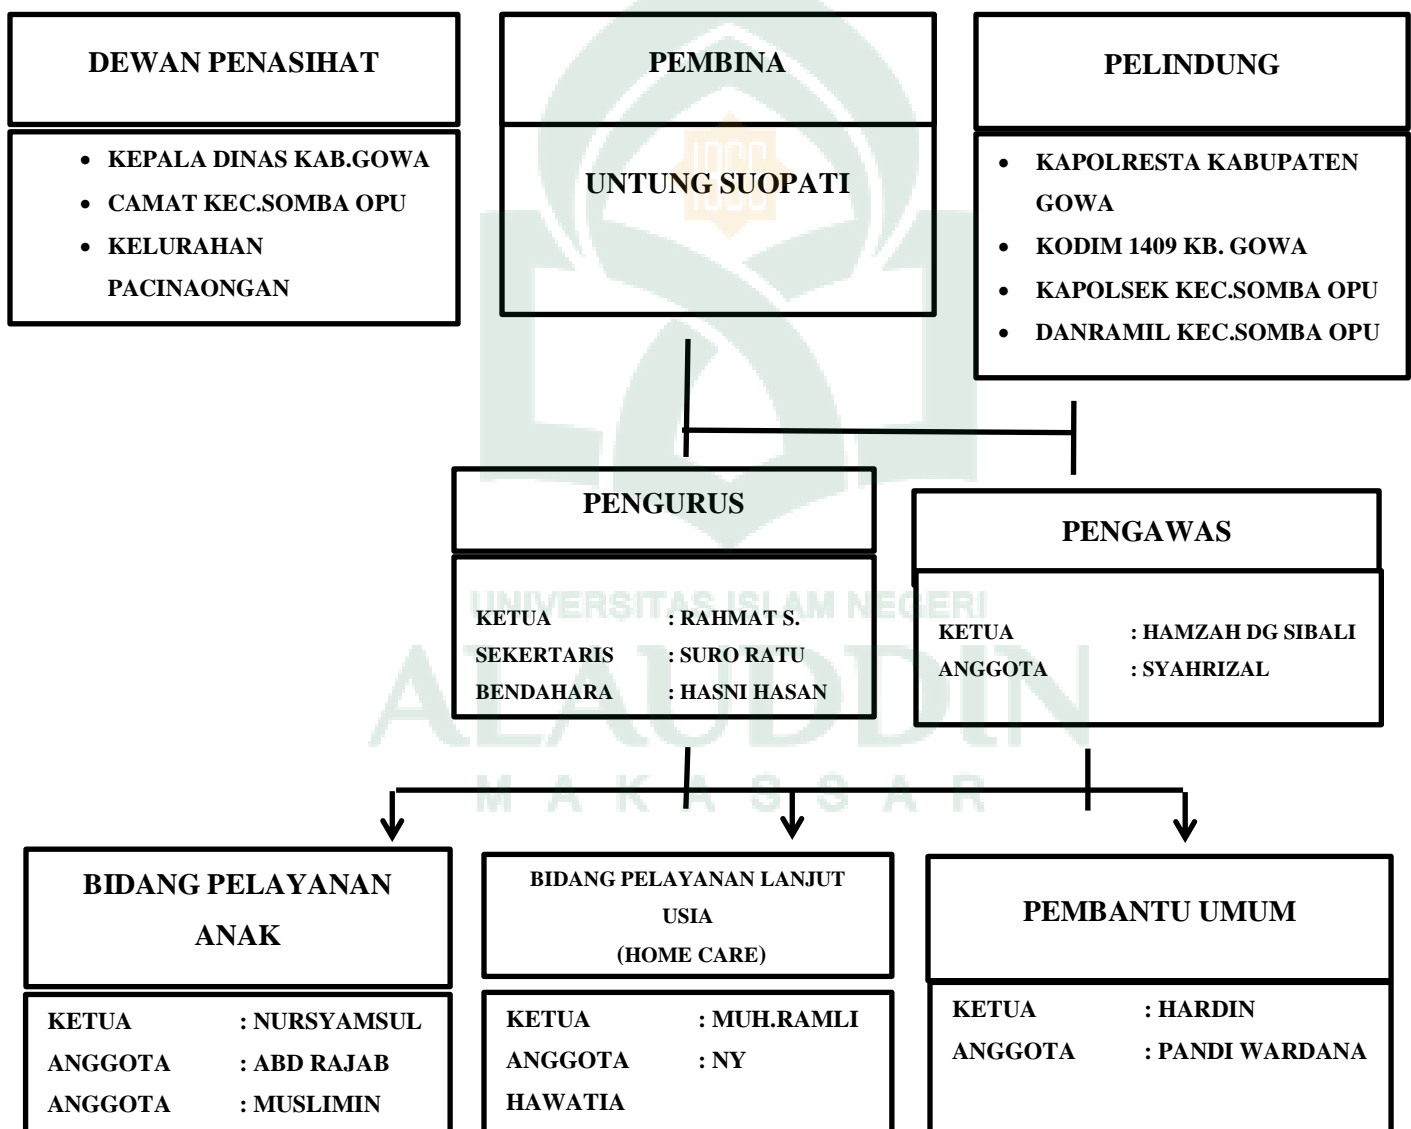 DEWAN PENASIHAT
• KEPALA DINAS KAB.GOWA
• CAMAT KEC.SOMBA OPU
• KELURAHAN
PACINAONGAN
PEMBINA
UNTUNG SUOPATI
PELINDUNG
• KAPOLRESTA KABUPATEN
GOWA
• KODIM 1409 KB. GOWA
• KAPOLSEK KEC.SOMBA OPU
• DANRAMIL KEC.SOMBA OPU
PENGURUS
KETUA : RAHMAT S.
SEKERTARIS : SURO RATU
BENDAHARA : HASNI HASAN
PENGAWAS
KETUA : HAMZAH DG SIBALI
ANGGOTA : SYAHRIZAL
UNIVERSITAS ISLAM NEGERI
ALAUDDIN
MAKASSAR
BIDANG PELAYANAN
ANAK
KETUA : NURSYAMSUL
ANGGOTA : ABD RAJAB
ANGGOTA : MUSLIMIN
BIDANG PELAYANAN LANJUT
USIA
(HOME CARE)
KETUA : MUH.RAMLI
ANGGOTA : NY
HAWATIA
PEMBANTU UMUM
KETUA : HARDIN
ANGGOTA : PANDI WARDANA